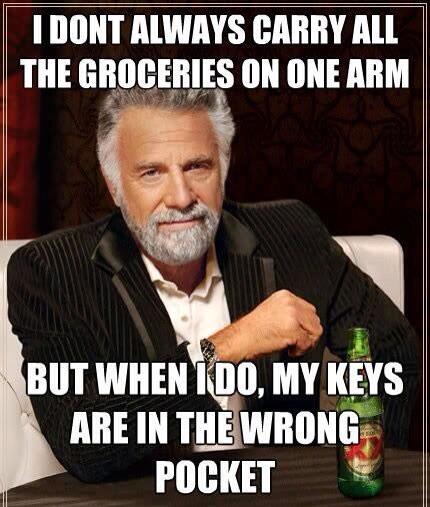 I DONT ALWAYS CARRY ALL
THE GROCERIES ON ONE ARM
BUT WHEN I DO, MY KEYS
ARE IN THE WRONG
POCKET